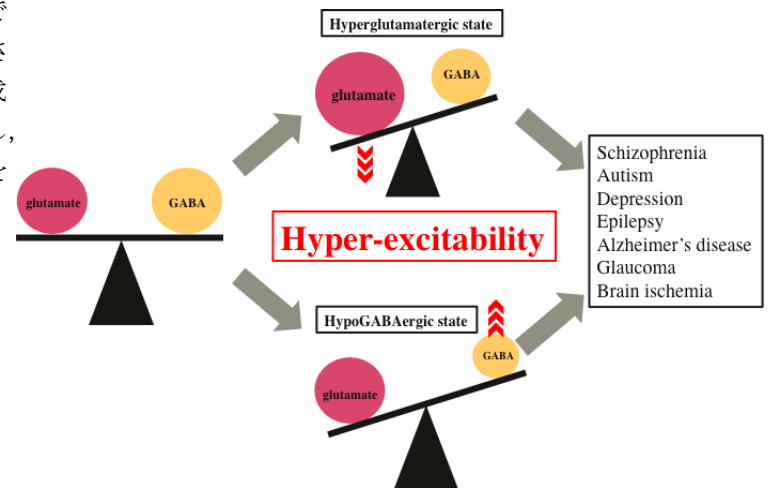 Hyperglutamatergic state
glutamate
GABA
glutamate
GABA
Hyper-excitability
HypoGABAergic state
GABA
glutamate
Schizophrenia
Autism
Depression
Epilepsy
Alzheimer's disease
Glaucoma
Brain ischemia